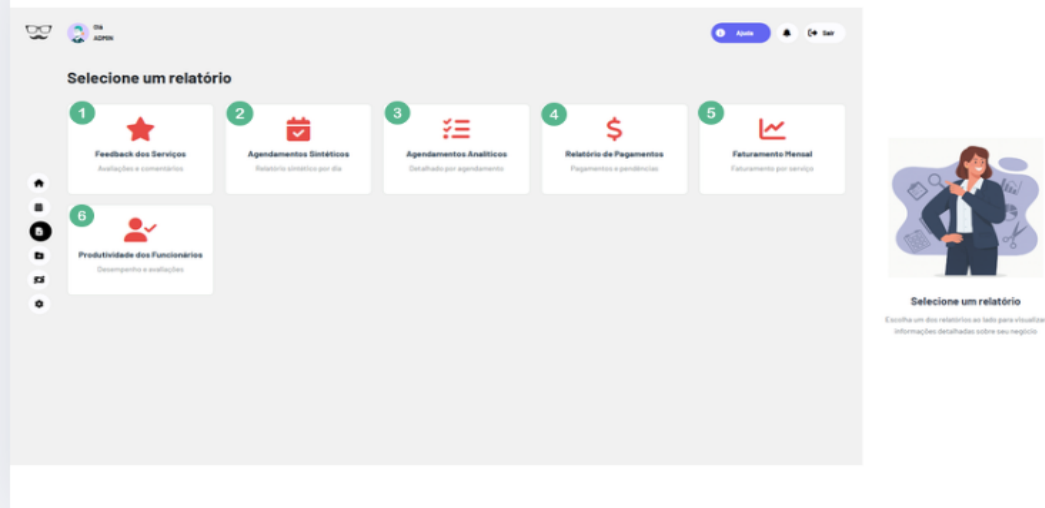 Olá
ADMIN
Ajuda
Sair
Selecione um relatório
1
Feedback dos Serviços
Avaliações e comentários
2
Agendamentos Sintéticos
Relatório sintético por dia
3
Agendamentos Analíticos
Detalhado por agendamento
4
Relatório de Pagamentos
Pagamentos e pendências
5
Faturamento Mensal
Faturamento por serviço
6
Produtividade dos Funcionários
Desempenho e avaliações
Selecione um relatório
Escolha um dos relatórios ao lado para visualizar
informações detalhadas sobre seu negócio